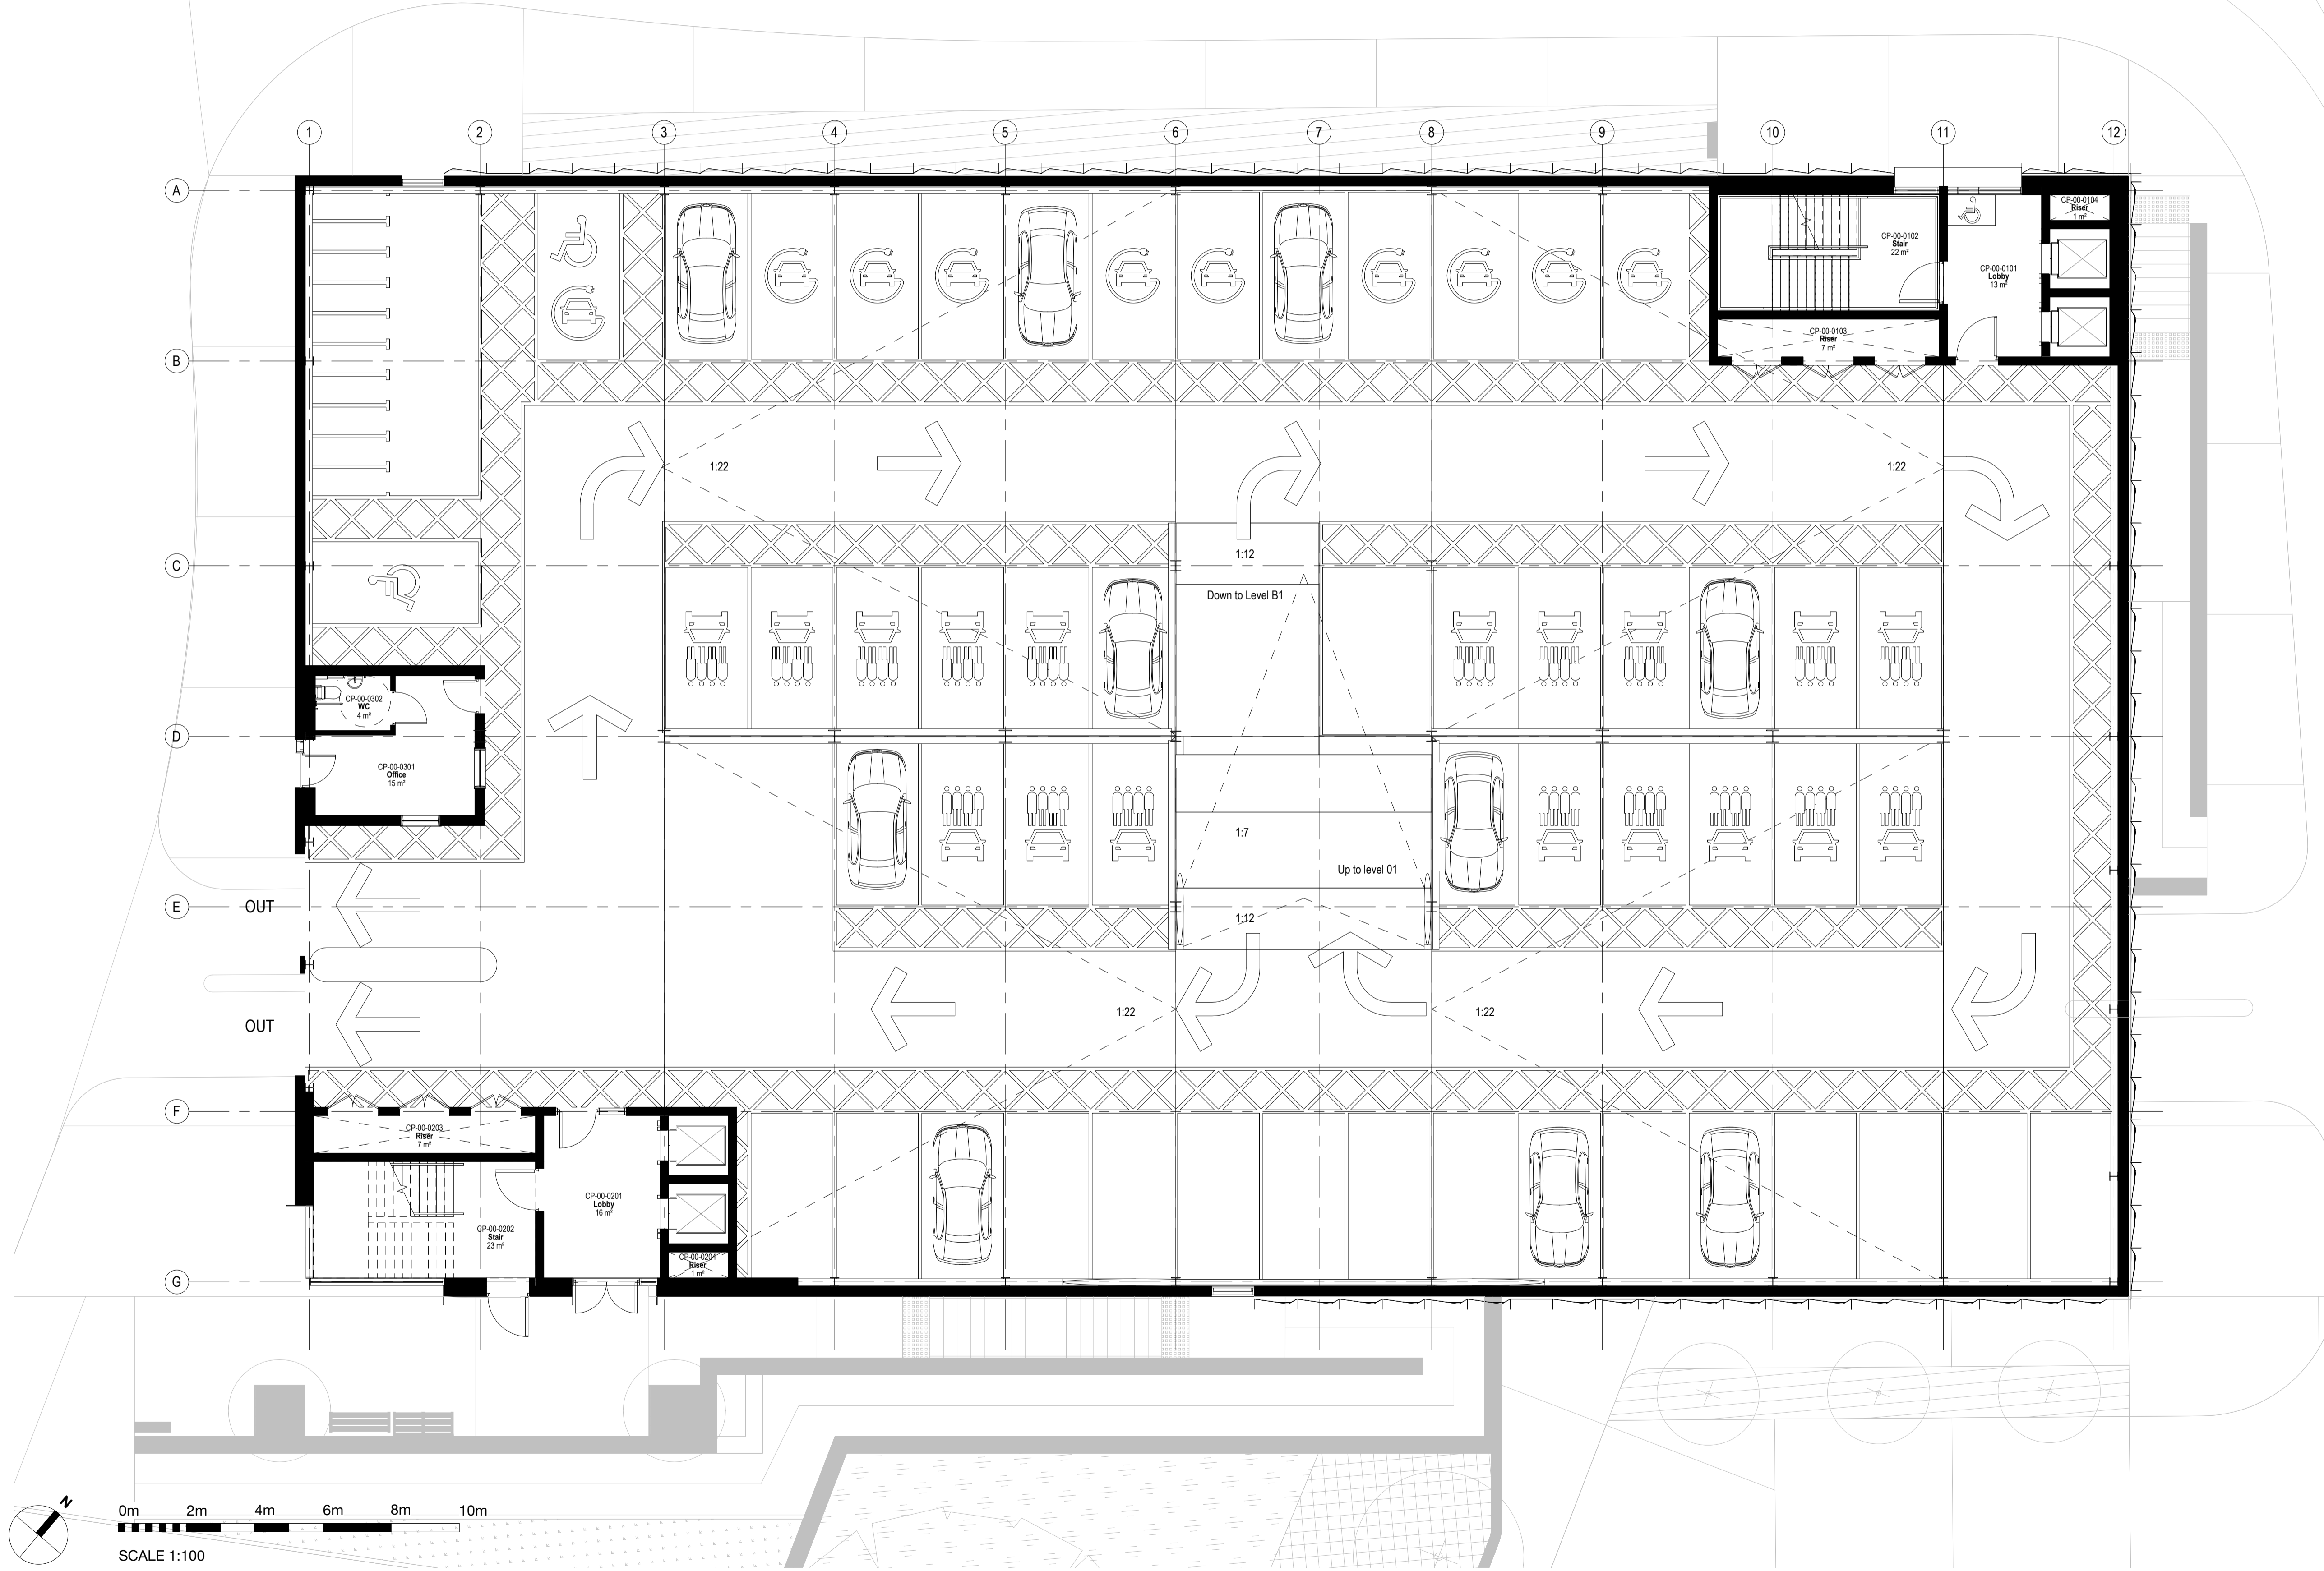 1 2 3 4 5 6 7 8 9 10 11 12
A
CP-00-0104
Riser
1 m²
CP-00-0102
Stair
22 m²
CP-00-0101
Lobby
13 m²
CP-00-0103
Riser
7 m²
B
1:22
1:22
1:12
C
Down to Level B1
CP-00-0302
WC
4 m²
D
CP-00-0301
Office
15 m²
1:7
Up to level 01
E
OUT
1:12
OUT
1:22
1:22
F
CP-00-0203
Riser
7 m²
CP-00-0201
Lobby
16 m²
CP-00-0202
Stair
23 m²
CP-00-0204
Riser
1 m²
G
N
0m 2m 4m 6m 8m 10m
SCALE 1:100